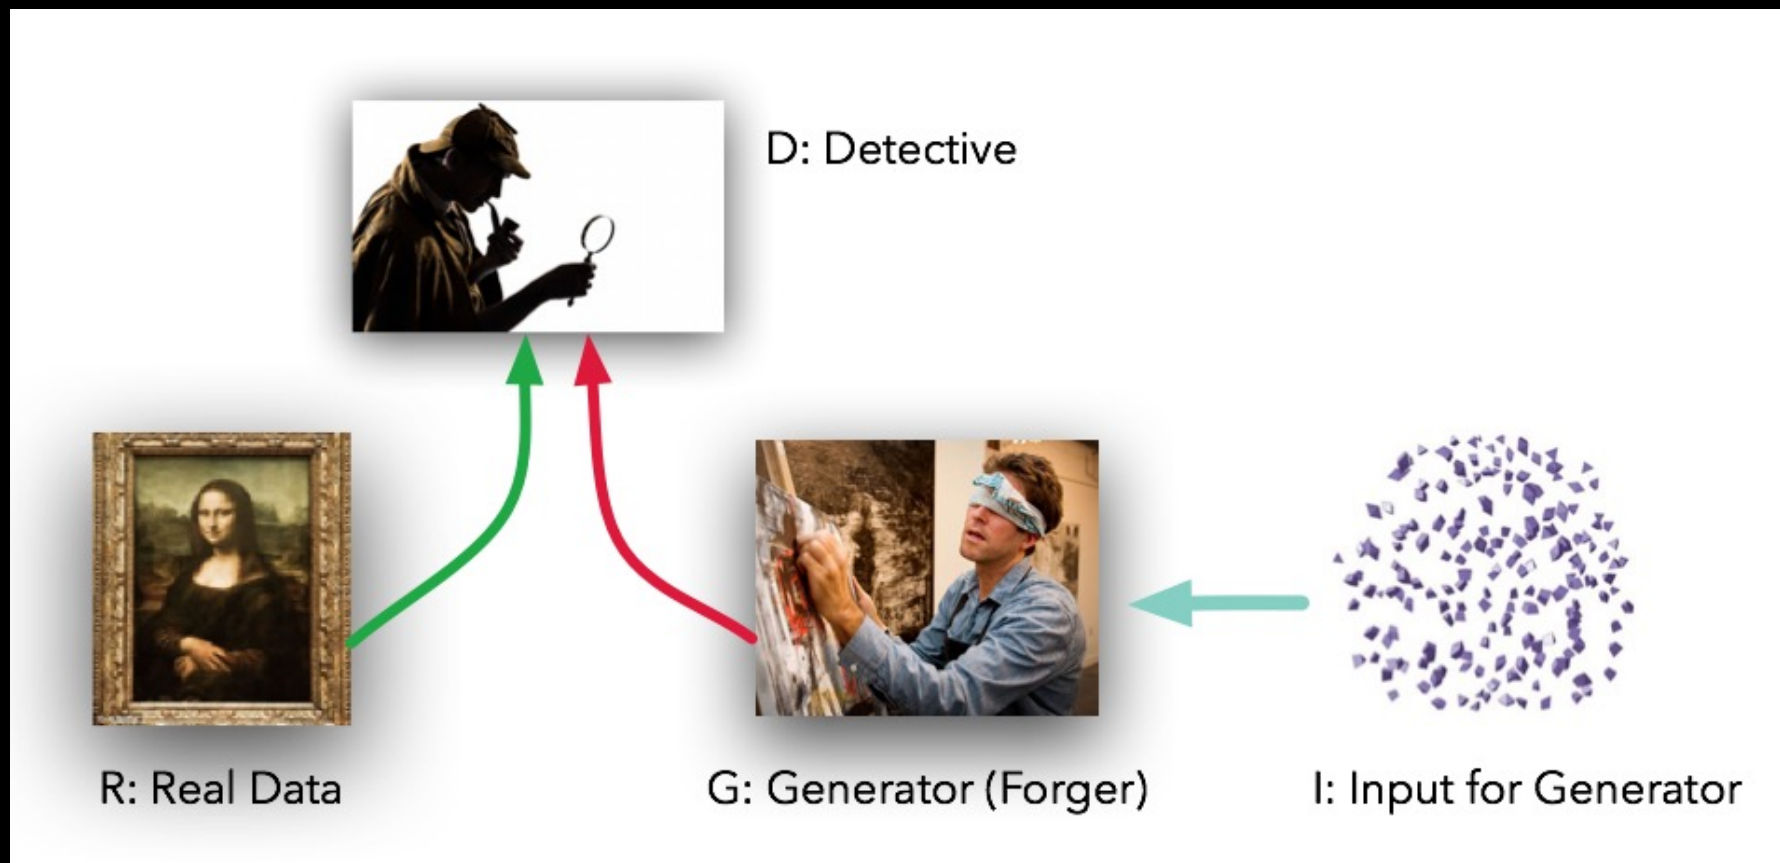 D: Detective
R: Real Data
G: Generator (Forger)
I: Input for Generator